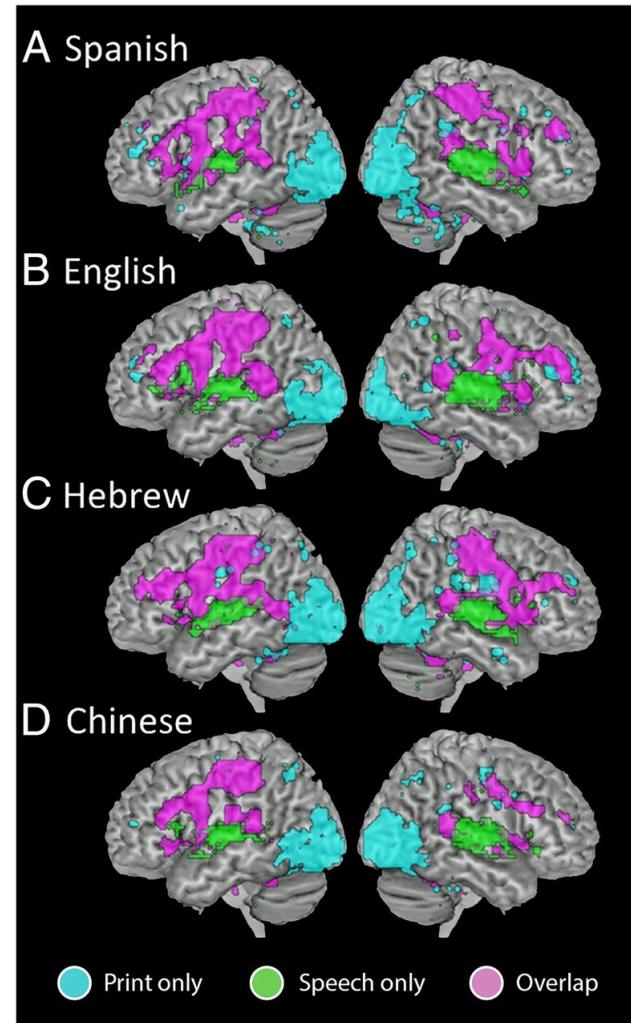 A Spanish
B English
C Hebrew
D Chinese
Print only Speech only Overlap